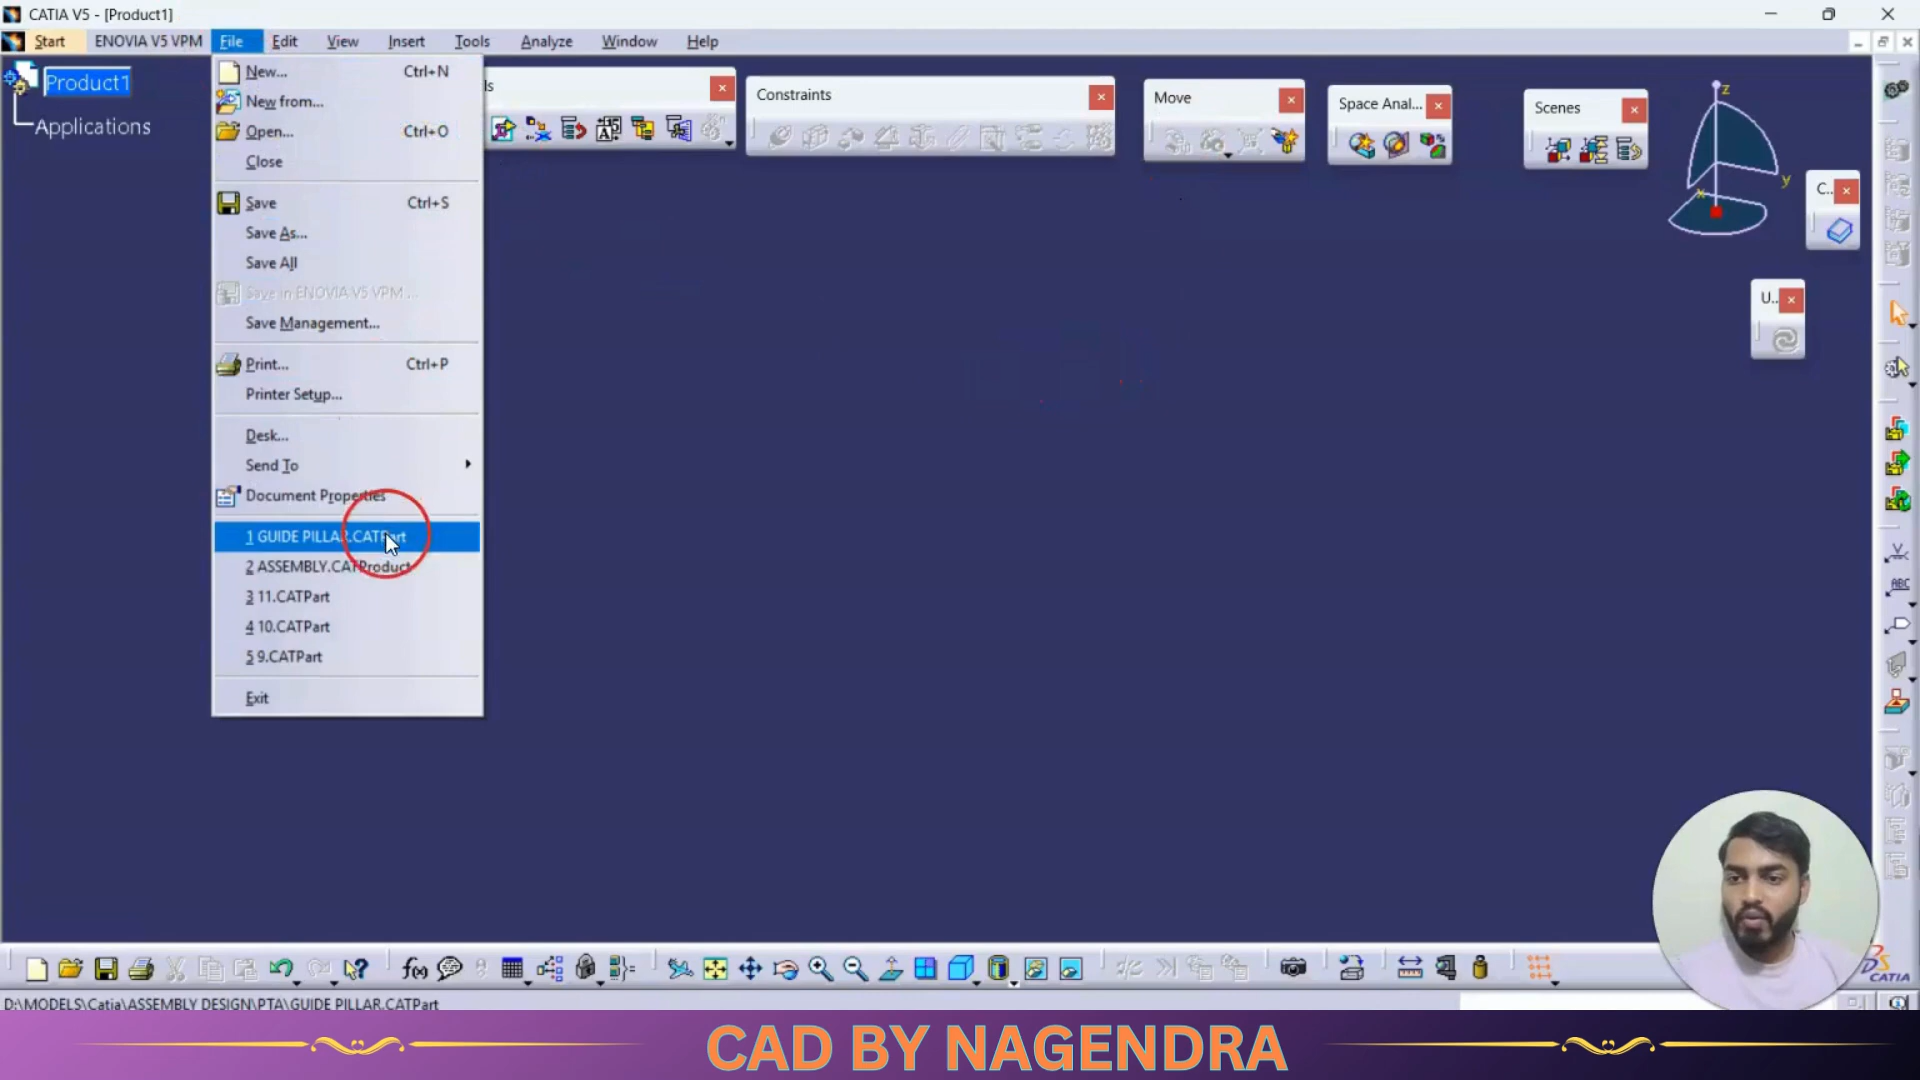 CATIA V5 - [Product1]
Start ENOVIA V5 VPM File Edit View Insert Tools Analyze Window Help
Product1
Applications
New... Ctrl+N
New from...
Open... Ctrl+O
Close
Save Ctrl+S
Save As...
Save All
Save in ENOVIA V5 VPM ...
Save Management...
Print... Ctrl+P
Printer Setup...
Desk...
Send To
Document Properties
1 GUIDE PILLAR.CATPart
2 ASSEMBLY.CATProduct
3 11.CATPart
4 10.CATPart
5 9.CATPart
Exit
ls
Constraints
Move
Space Anal...
Scenes
z
y
x
C..
U..
ABC
f(x)
CATIA
D:\MODELS\Catia\ASSEMBLY DESIGN\PTA\GUIDE PILLAR.CATPart
CAD BY NAGENDRA